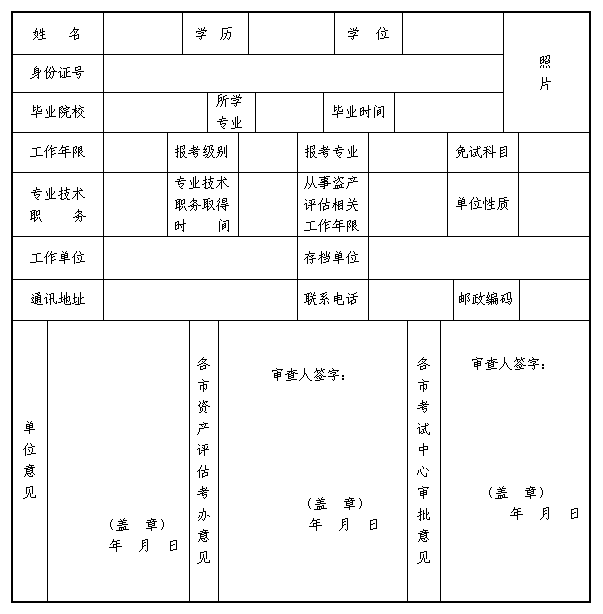 姓 名 学 历 学 位
照
片
身份证号
毕业院校 所学
专业 毕业时间
工作年限 报考级别 报考专业 免试科目
专业技术
职 务
专业技术
职务取得
时 间
从事盗产
评估相关
工作年限
单位性质
工作单位 存档单位
通讯地址 联系电话 邮政编码
单位意见
(盖 章)
年 月 日
各市资产评估考办意见
审查人签字：
(盖 章)
年 月 日
各市考试中心审批意见
审查人签字：
(盖 章)
年 月 日